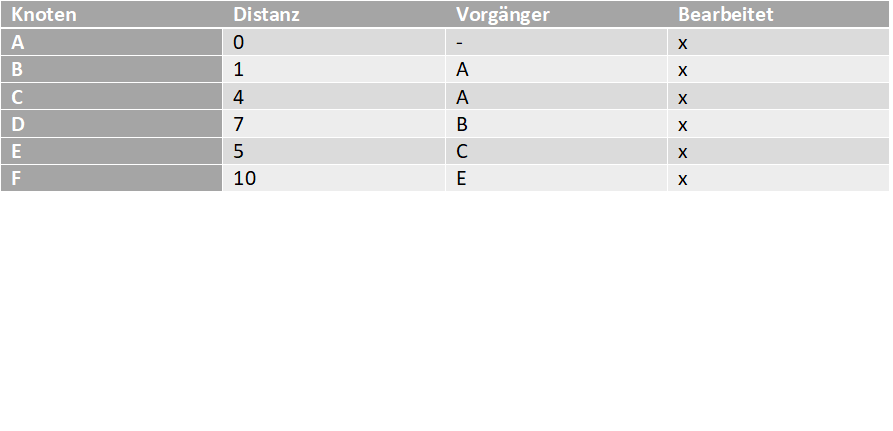 Knoten Distanz Vorgänger Bearbeitet
A 0 - x
B 1 A x
C 4 A x
D 7 B x
E 5 C x
F 10 E x